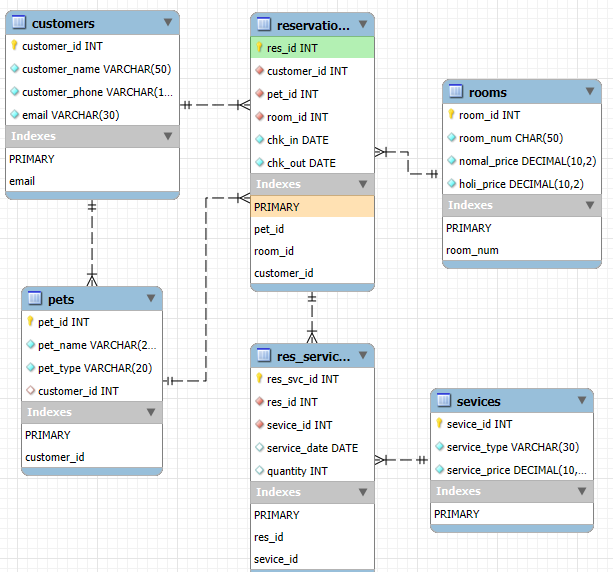 customers
customer_id INT
customer_name VARCHAR(50)
customer_phone VARCHAR(1...
email VARCHAR(30)
Indexes
PRIMARY
email
reservatio...
res_id INT
customer_id INT
pet_id INT
room_id INT
chk_in DATE
chk_out DATE
Indexes
PRIMARY
pet_id
room_id
customer_id
rooms
room_id INT
room_num CHAR(50)
nomal_price DECIMAL(10,2)
holi_price DECIMAL(10,2)
Indexes
PRIMARY
room_num
pets
pet_id INT
pet_name VARCHAR(2...
pet_type VARCHAR(20)
customer_id INT
Indexes
PRIMARY
customer_id
res_servic...
res_svc_id INT
res_id INT
sevice_id INT
service_date DATE
quantity INT
Indexes
PRIMARY
res_id
sevice_id
sevices
sevice_id INT
service_type VARCHAR(30)
service_price DECIMAL(10,...
Indexes
PRIMARY